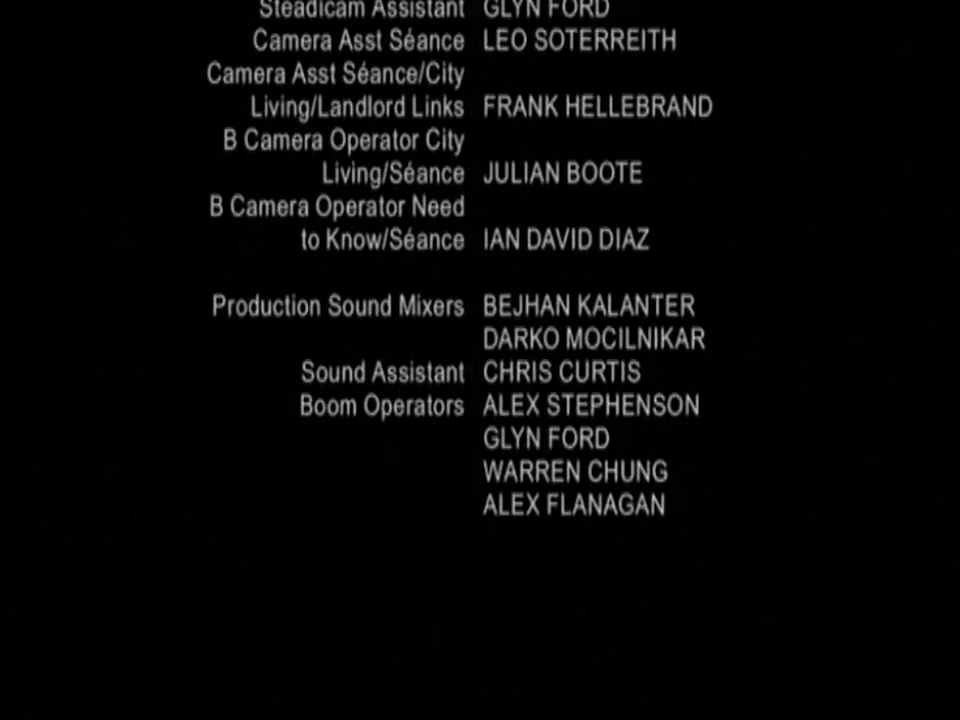 Steadicam Assistant GLYN FORD
Camera Asst Séance LEO SOTERREITH
Camera Asst Séance/City
Living/Landlord Links FRANK HELLEBRAND
B Camera Operator City
Living/Séance JULIAN BOOTE
B Camera Operator Need
to Know/Séance IAN DAVID DIAZ
Production Sound Mixers BEJHAN KALANTER
DARKO MOCILNIKAR
Sound Assistant CHRIS CURTIS
Boom Operators ALEX STEPHENSON
GLYN FORD
WARREN CHUNG
ALEX FLANAGAN